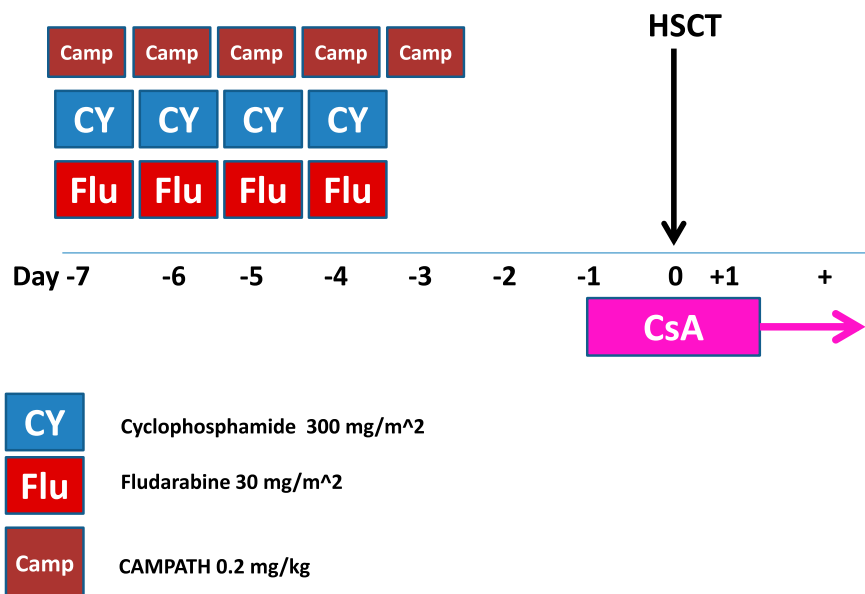 HSCT
Camp Camp Camp Camp Camp
CY CY CY CY
Flu Flu Flu Flu
Day -7 -6 -5 -4 -3 -2 -1 0 +1 +
CsA
CY Cyclophosphamide 300 mg/m^2
Flu Fludarabine 30 mg/m^2
Camp CAMPATH 0.2 mg/kg